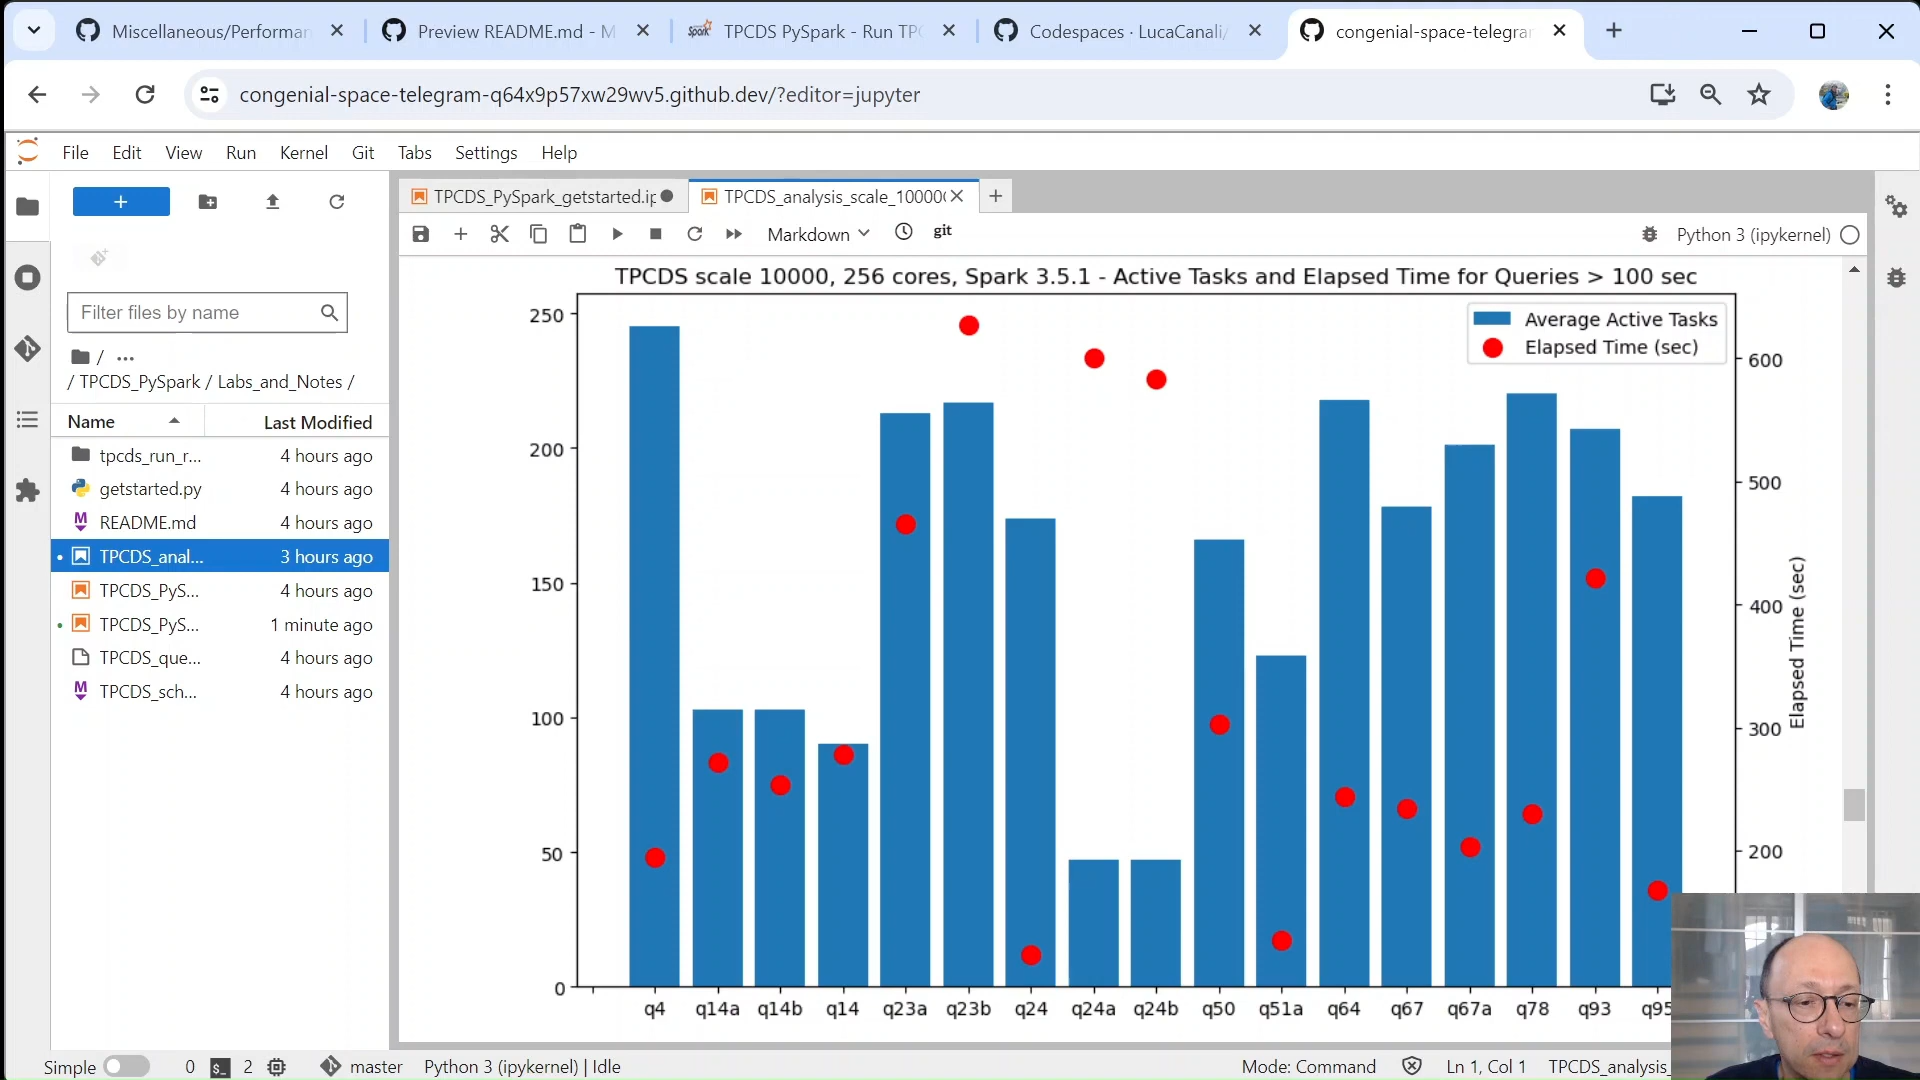 Miscellaneous/Performan
Preview README.md - M
Spark
TPCDS PySpark - Run TPC
Codespaces · LucaCanali/
congenial-space-telegran
congenial-space-telegram-q64x9p57xw29wv5.github.dev/?editor=jupyter
File Edit View Run Kernel Git Tabs Settings Help
TPCDS_PySpark_getstarted.ip
TPCDS_analysis_scale_10000
Markdown
git
Python 3 (ipykernel)
Filter files by name
/ ...
/ TPCDS_PySpark / Labs_and_Notes /
Name Last Modified
tpcds_run_r... 4 hours ago
getstarted.py 4 hours ago
README.md 4 hours ago
TPCDS_anal... 3 hours ago
TPCDS_PyS... 4 hours ago
TPCDS_PyS... 1 minute ago
TPCDS_que... 4 hours ago
TPCDS_sch... 4 hours ago
TPCDS scale 10000, 256 cores, Spark 3.5.1 - Active Tasks and Elapsed Time for Queries > 100 sec
Average Active Tasks
Elapsed Time (sec)
250
200
150
100
50
0
600
500
400
300
200
Elapsed Time (sec)
q4 q14a q14b q14 q23a q23b q24 q24a q24b q50 q51a q64 q67 q67a q78 q93 q95
Simple 0 $_ 2 master Python 3 (ipykernel) | Idle Mode: Command Ln 1, Col 1 TPCDS_analysis_